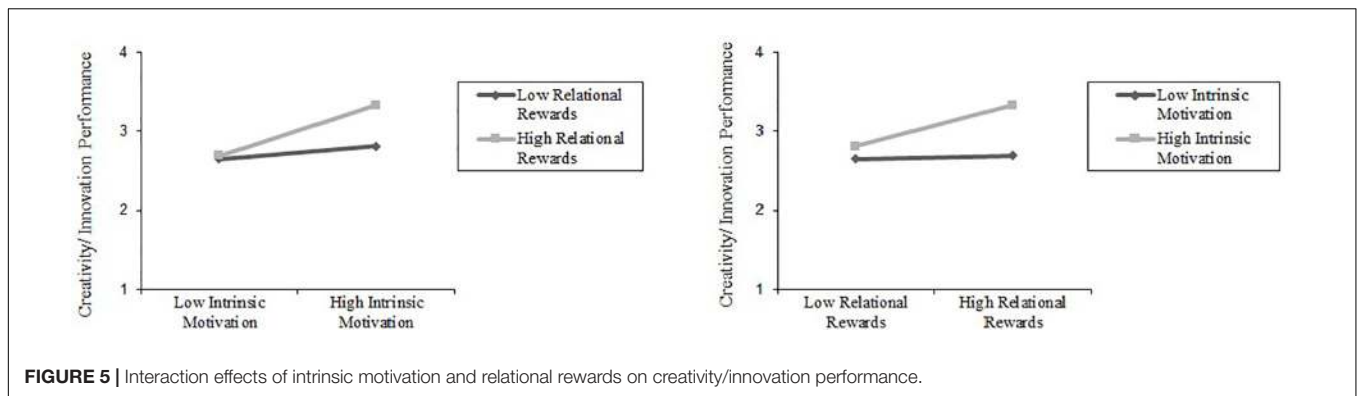 Creativity/ Innovation Performance
4
3
2
1
Low Intrinsic
Motivation
High Intrinsic
Motivation
Low Relational
Rewards
High Relational
Rewards
Creativity/ Innovation Performance
4
3
2
1
Low Relational
Rewards
High Relational
Rewards
Low Intrinsic
Motivation
High Intrinsic
Motivation
FIGURE 5 | Interaction effects of intrinsic motivation and relational rewards on creativity/innovation performance.